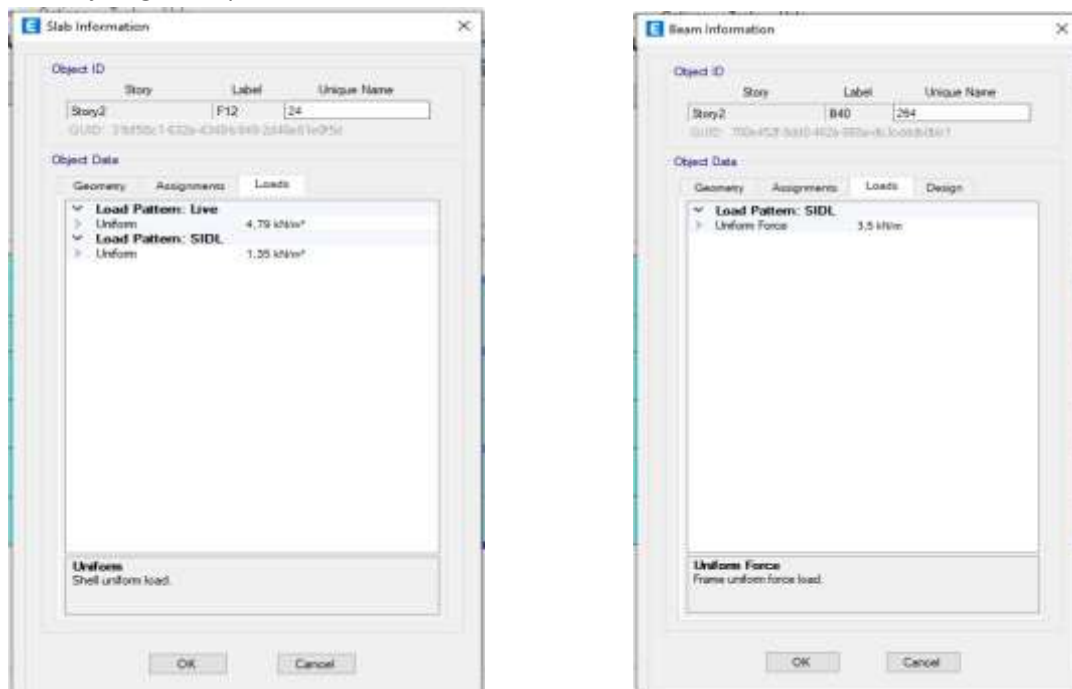 Slab Information
Object ID
Story Label Unique Name
Story2 F12 24
GUID:
Object Data
Geometry Assignments Loads
Load Pattern: Live
Uniform 4.79 kN/m²
Load Pattern: SIDL
Uniform 1.35 kN/m²
Uniform
Shell uniform load.
OK Cancel
Beam Information
Object ID
Story Label Unique Name
Story2 B40 264
GUID:
Object Data
Geometry Assignments Loads Design
Load Pattern: SIDL
Uniform Force 3.5 kN/m
Uniform Force
Frame uniform force load.
OK Cancel